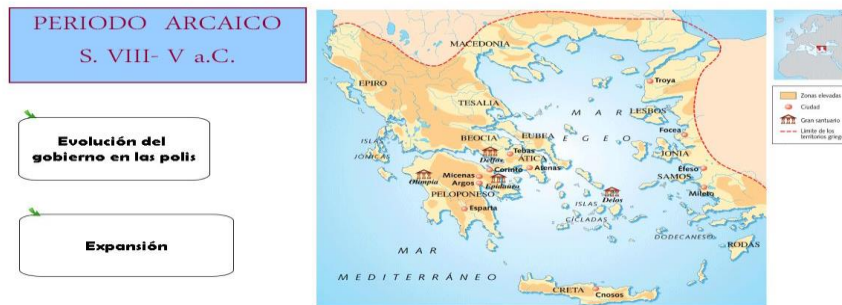 PERIODO ARCAICO
S. VIII- V a.C.
Evolución del
gobierno en las polis
Expansión
MACEDONIA
EPIRO
Troya
TESALIA
MAR
LESBOS
ISLAS
JÓNICAS
BEOCIA
EUBEA
EGEO
Focea
Delfos
Tebas
ÁTICA
JONIA
Olimpia
Micenas
Corinto
Atenas
SAMOS
Éfeso
Argos
Epidauro
PELOPONESO
Delos
Mileto
Esparta
ISLAS
CÍCLADAS
DODECANESO
MAR
RODAS
MEDITERRÁNEO
CRETA
Cnosos
Zonas elevadas
Ciudad
Gran santuario
Límite de los